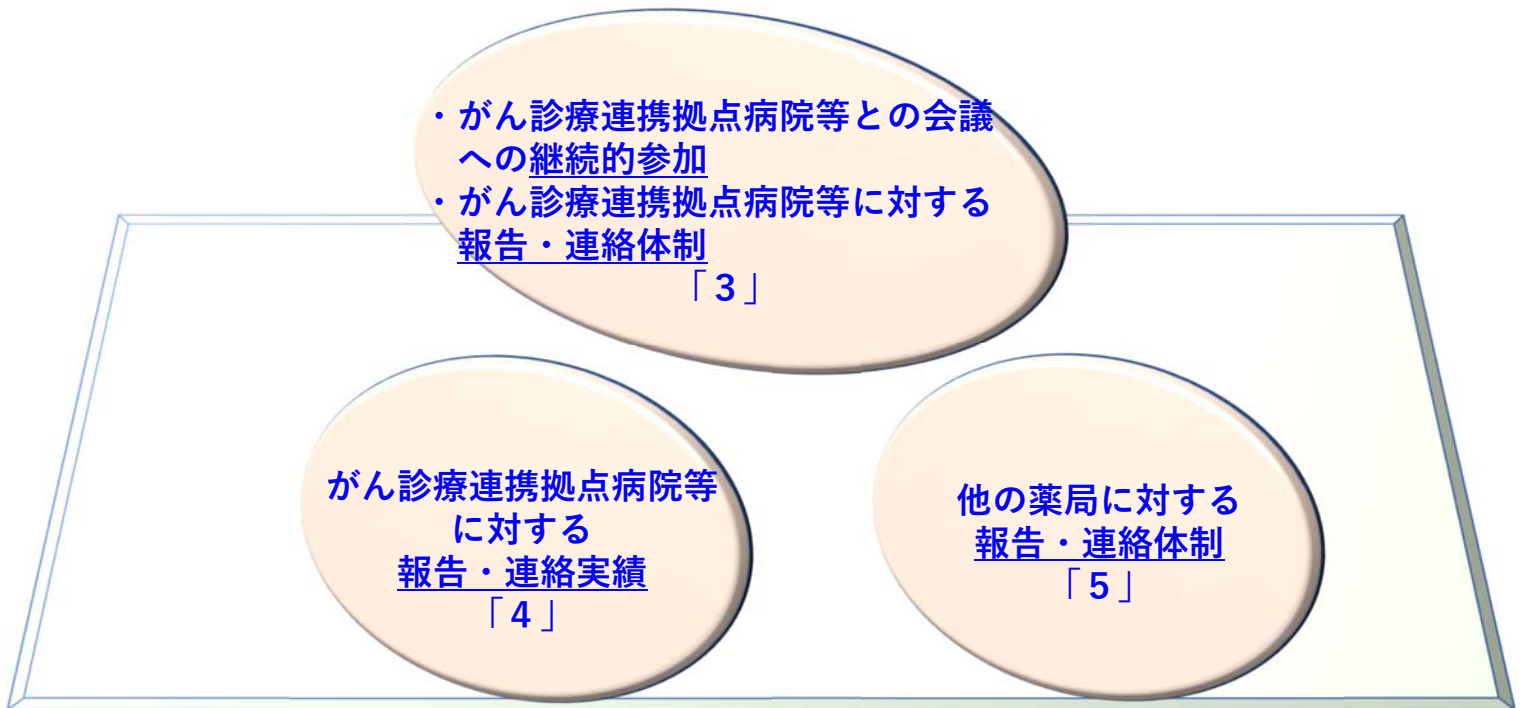 ・がん診療連携拠点病院等との会議
への継続的参加
・がん診療連携拠点病院等に対する
報告・連絡体制
「３」
がん診療連携拠点病院等
に対する
報告・連絡実績
「４」
他の薬局に対する
報告・連絡体制
「５」